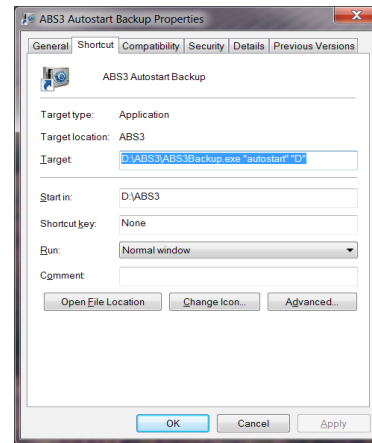 ABS3 Autostart Backup Properties
General Shortcut Compatibility Security Details Previous Versions
ABS3 Autostart Backup
Target type: Application
Target location: ABS3
Target: D:\ABS3\ABS3Backup.exe "autostart" "D"
Start in: D:\ABS3
Shortcut key: None
Run: Normal window
Comment:
Open File Location Change Icon... Advanced...
OK Cancel Apply